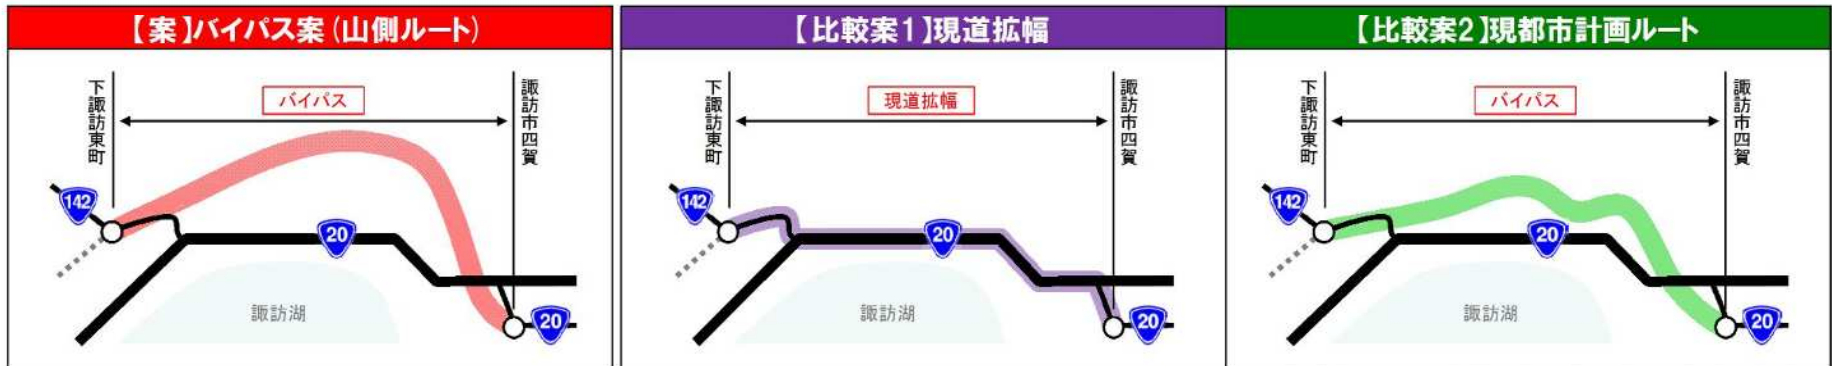 【案】バイパス案(山側ルート)
下諏訪東町
バイパス
諏訪市四賀
142
20
諏訪湖
20
【比較案1】現道拡幅
下諏訪東町
現道拡幅
諏訪市四賀
142
20
諏訪湖
20
【比較案2】現都市計画ルート
下諏訪東町
バイパス
諏訪市四賀
142
20
諏訪湖
20